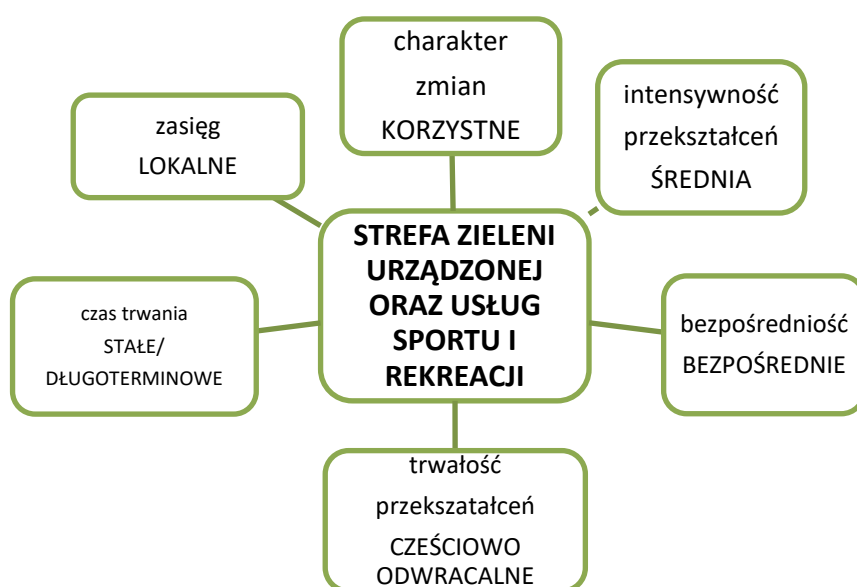 charakter
zmian
KORZYSTNE
intensywność
przekształceń
ŚREDNIA
zasięg
LOKALNE
STREFA ZIELENI
URZĄDZONEJ
ORAZ USŁUG
SPORTU I
REKREACJI
czas trwania
STAŁE/
DŁUGOTERMINOWE
bezpośredniość
BEZPOŚREDNIE
trwałość
przekszatałceń
CZEŚCIOWO
ODWRACALNE